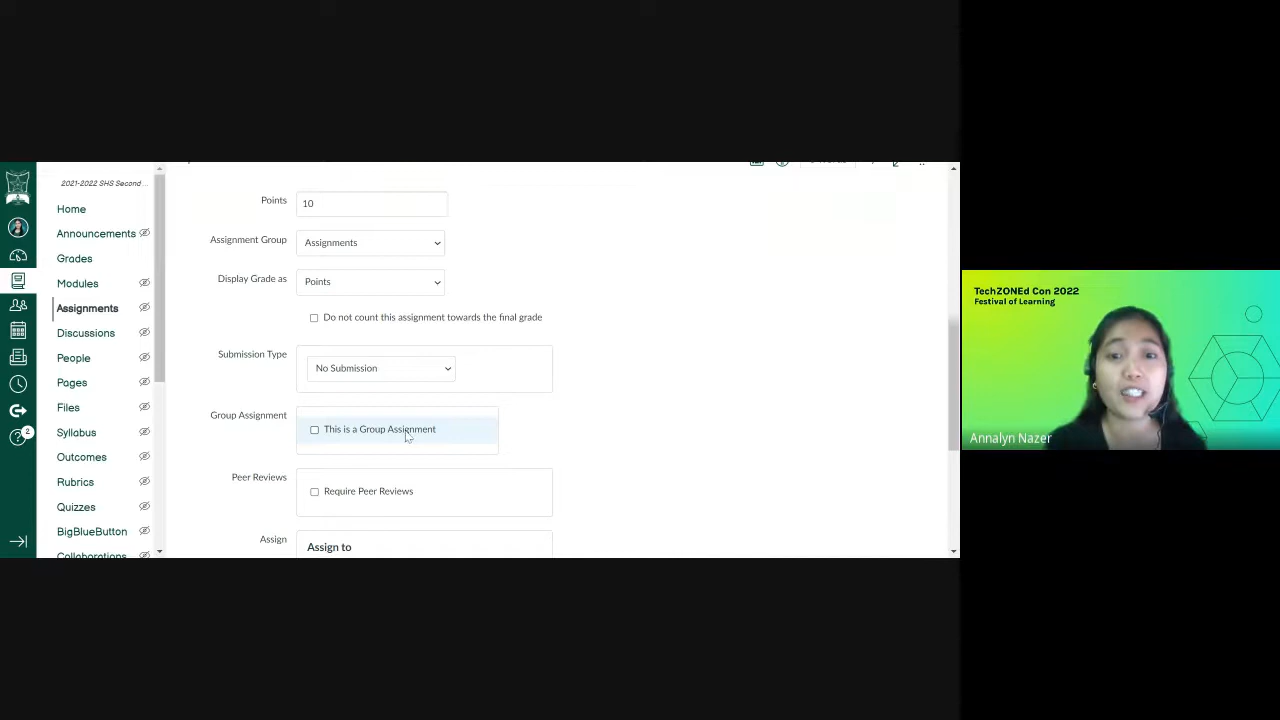 2021-2022 SHS Second ...
Home
Announcements
Grades
Modules
Assignments
Discussions
People
Pages
Files
Syllabus
Outcomes
Rubrics
Quizzes
BigBlueButton
Collaborations
2
Points
10
Assignment Group
Assignments
Display Grade as
Points
Do not count this assignment towards the final grade
Submission Type
No Submission
Group Assignment
This is a Group Assignment
Peer Reviews
Require Peer Reviews
Assign
Assign to
TechZONEd Con 2022
Festival of Learning
Annalyn Nazer